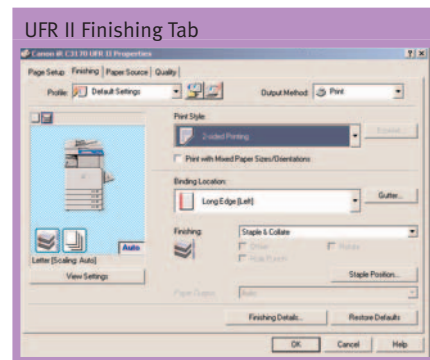 UFR II Finishing Tab
Canon iR C3170 UFR II Properties
Page Setup Finishing Paper Source Quality
Profile: Default Settings Output Method: Print
Print Style:
2-sided Printing
Print with Mixed Paper Sizes/Orientations
Binding Location:
Long Edge [Left] Gutter...
Finishing: Staple & Collate
Offset Rotate
Hole Punch
Auto
Letter [Scaling: Auto]
View Settings Staple Position...
Auto
Finishing Details... Restore Defaults
OK Cancel Help